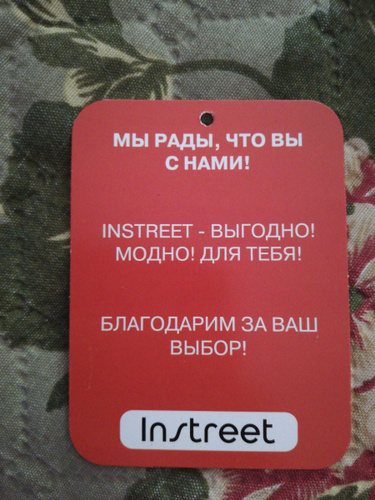 МЫ РАДЫ, ЧТО ВЫ
С НАМИ!
INSTREET - ВЫГОДНО!
МОДНО! ДЛЯ ТЕБЯ!
БЛАГОДАРИМ ЗА ВАШ
ВЫБОР!
Instreet